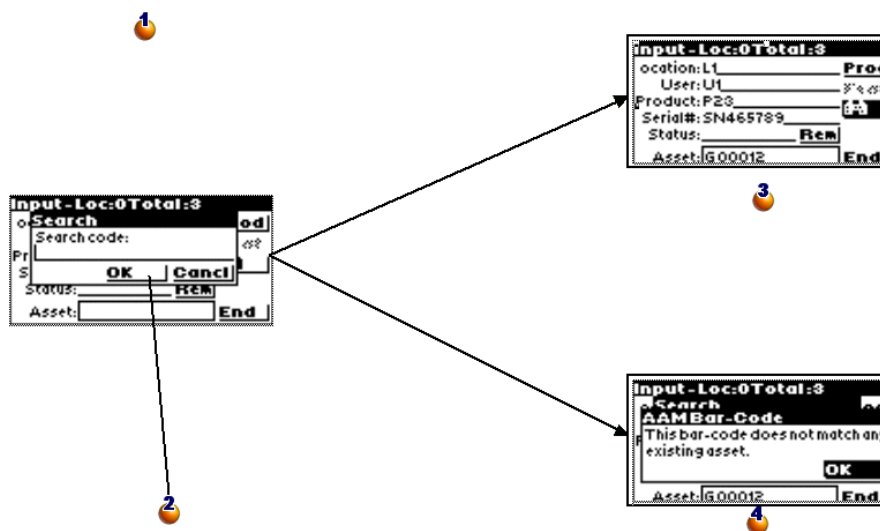 1
Input-Loc:0Total:3
Search
od
Search code:
Pr
S
OK
Cancl
Status:
Rem
Asset:
End
2
Input-Loc:0Total:3
ocation:L1
Proc
User:U1
Product:P23
Serial#:SN465789
Status:
Rem
Asset:G00012
End
3
Input-Loc:0Total:3
Search
AAMBar-Code
This bar-code does not match any
existing asset.
OK
Asset:G00012
End
4